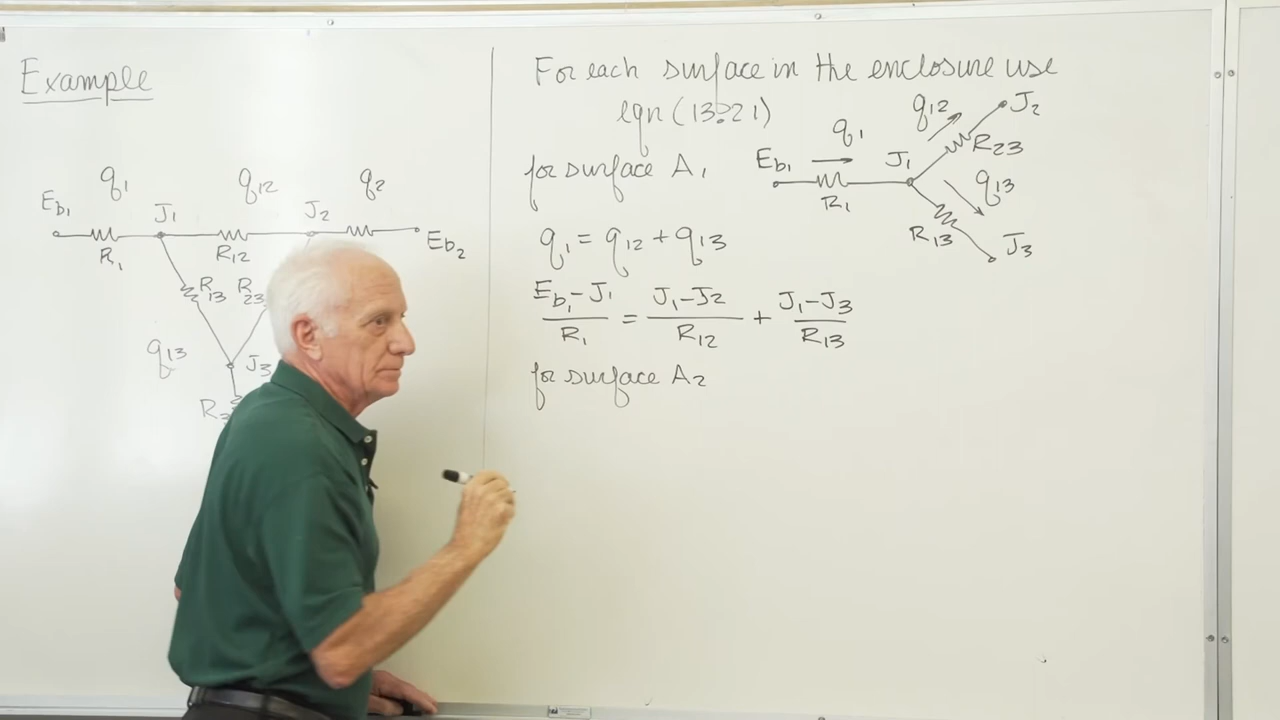 Example
q1 q12 q2
Eb1 J1 J2 Eb2
R1 R12
R13 R23
q13 J3
For each surface in the enclosure use
eqn (13.21)
for surface A1
Eb1 q1 J1 q12 J2
R1 R23 q13
R13 J3
q1 = q12 + q13
Eb1-J1/R1 = J1-J2/R12 + J1-J3/R13
for surface A2